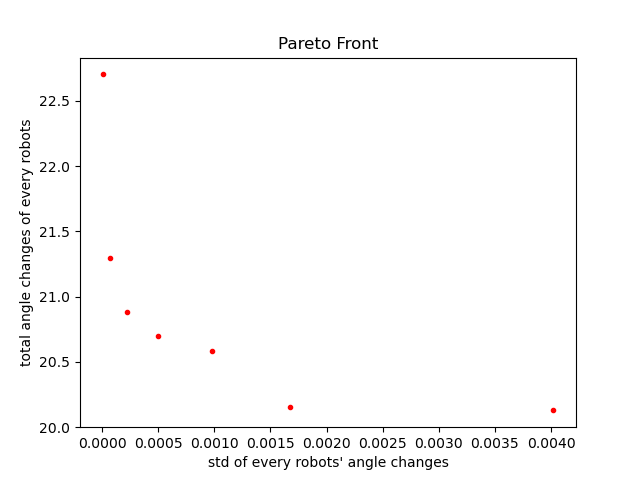 Pareto Front
total angle changes of every robots
22.5
22.0
21.5
21.0
20.5
20.0
0.0000 0.0005 0.0010 0.0015 0.0020 0.0025 0.0030 0.0035 0.0040
std of every robots' angle changes